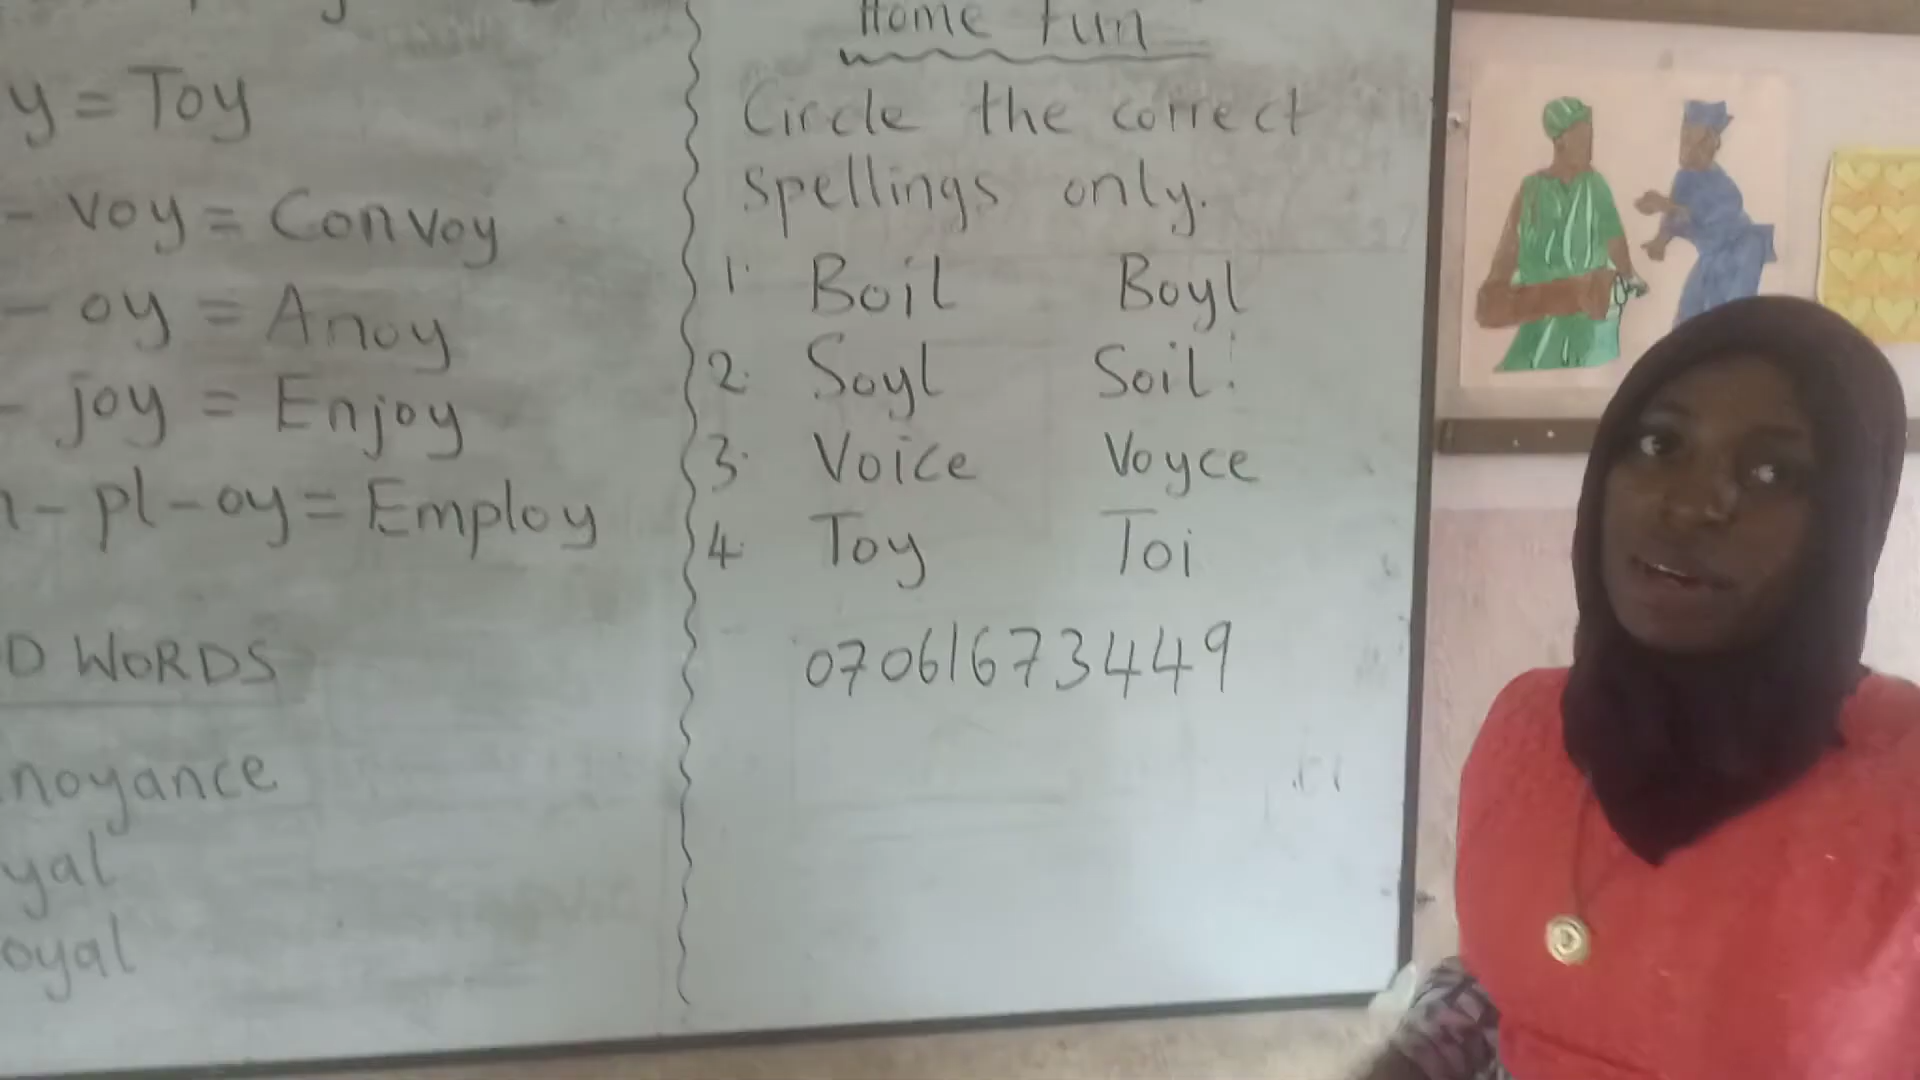 y = Toy
- voy = Convoy
- oy = Anoy
- joy = Enjoy
- pl - oy = Employ
D WORDS
noyance
yal
oyal
Home Fun
Circle the correct
spellings only.
1. Boil Boyl
2. Soyl Soil
3. Voice Voyce
4. Toy Toi
07061673449